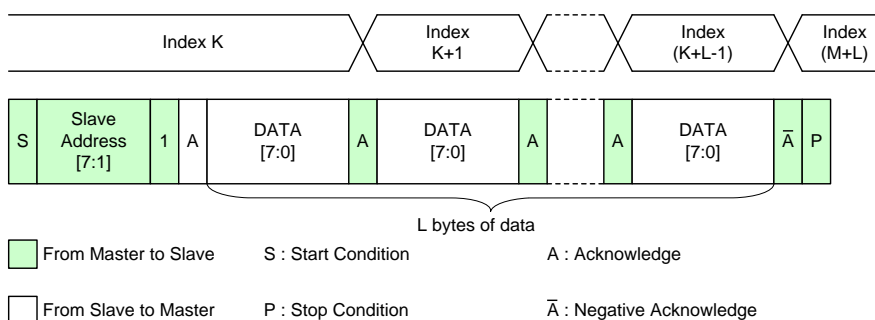 Index K
Index
K+1
Index
(K+L-1)
Index
(M+L)
S
Slave
Address
[7:1]
1
A
DATA
[7:0]
A
DATA
[7:0]
A
A
DATA
[7:0]
A̅
P
L bytes of data
From Master to Slave
S : Start Condition
A : Acknowledge
From Slave to Master
P : Stop Condition
A̅ : Negative Acknowledge